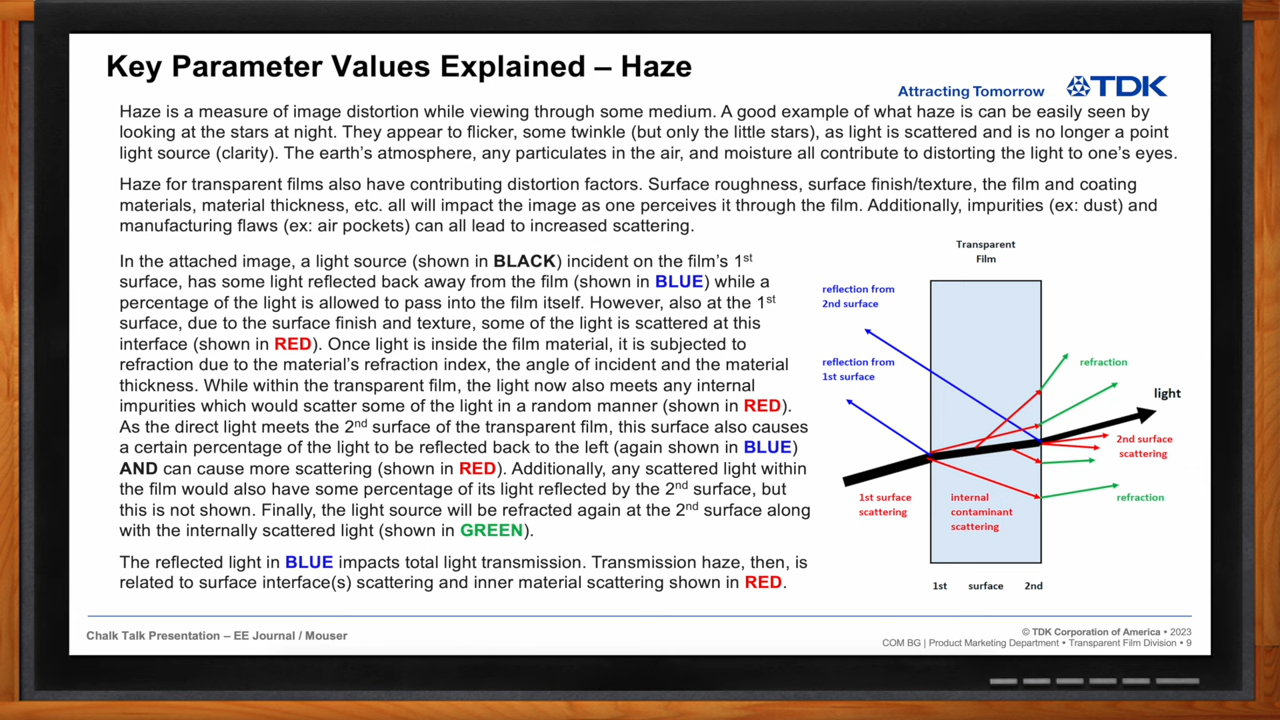 Key Parameter Values Explained – Haze
Attracting Tomorrow
TDK
Haze is a measure of image distortion while viewing through some medium. A good example of what haze is can be easily seen by
looking at the stars at night. They appear to flicker, some twinkle (but only the little stars), as light is scattered and is no longer a point
light source (clarity). The earth's atmosphere, any particulates in the air, and moisture all contribute to distorting the light to one's eyes.
Haze for transparent films also have contributing distortion factors. Surface roughness, surface finish/texture, the film and coating
materials, material thickness, etc. all will impact the image as one perceives it through the film. Additionally, impurities (ex: dust) and
manufacturing flaws (ex: air pockets) can all lead to increased scattering.
In the attached image, a light source (shown in BLACK) incident on the film's 1st
surface, has some light reflected back away from the film (shown in BLUE) while a
percentage of the light is allowed to pass into the film itself. However, also at the 1st
surface, due to the surface finish and texture, some of the light is scattered at this
interface (shown in RED). Once light is inside the film material, it is subjected to
refraction due to the material's refraction index, the angle of incident and the material
thickness. While within the transparent film, the light now also meets any internal
impurities which would scatter some of the light in a random manner (shown in RED).
As the direct light meets the 2nd surface of the transparent film, this surface also causes
a certain percentage of the light to be reflected back to the left (again shown in BLUE)
AND can cause more scattering (shown in RED). Additionally, any scattered light within
the film would also have some percentage of its light reflected by the 2nd surface, but
this is not shown. Finally, the light source will be refracted again at the 2nd surface along
with the internally scattered light (shown in GREEN).
The reflected light in BLUE impacts total light transmission. Transmission haze, then, is
related to surface interface(s) scattering and inner material scattering shown in RED.
Transparent
Film
reflection from
2nd surface
reflection from
1st surface
refraction
light
2nd surface
scattering
1st surface
scattering
internal
contaminant
scattering
refraction
1st surface 2nd
Chalk Talk Presentation – EE Journal / Mouser
© TDK Corporation of America • 2023
COM BG | Product Marketing Department • Transparent Film Division • 9